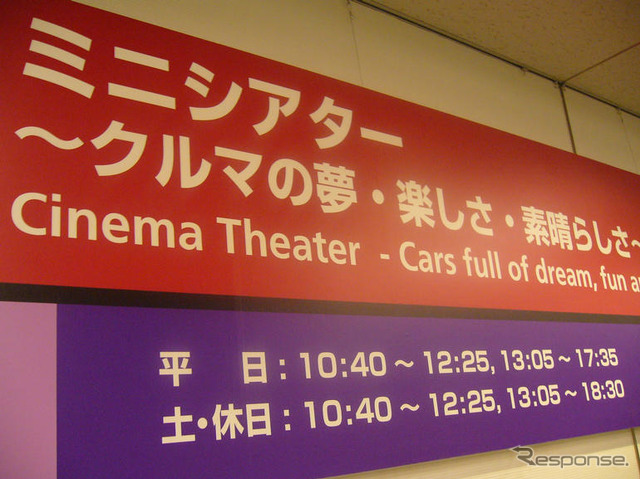 ミニシアター
～クルマの夢・楽しさ・素晴らしさ～
Cinema Theater - Cars full of dream, fun
平　日 : 10:40 ～ 12:25, 13:05 ～ 17:35
土・休日 : 10:40 ～ 12:25, 13:05 ～ 18:30
Response.